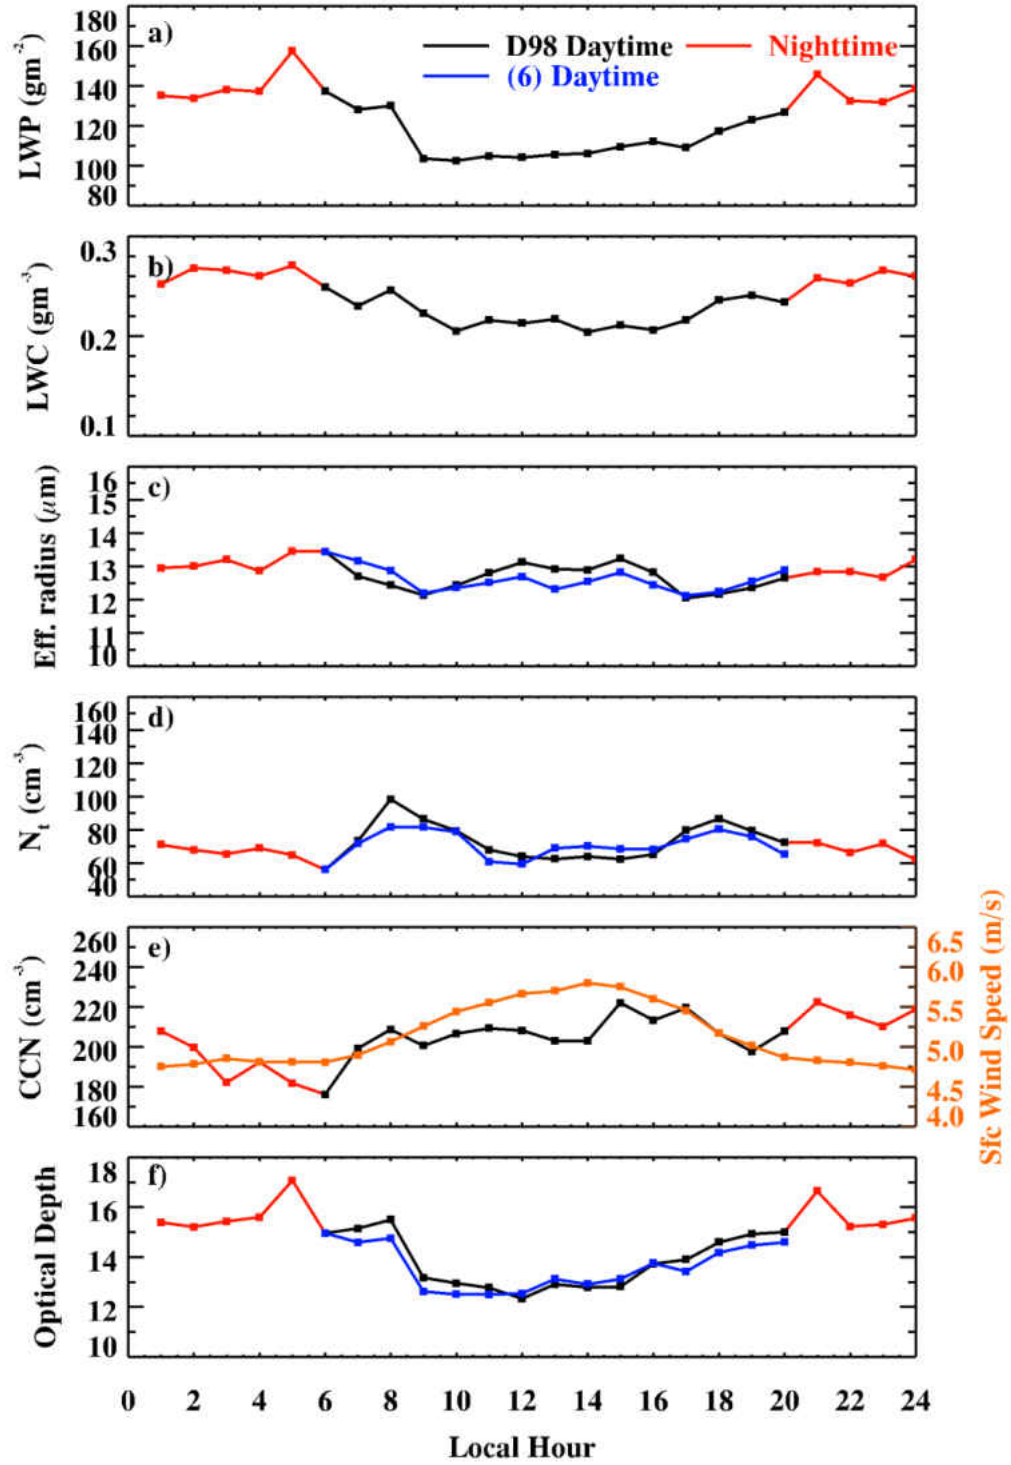 a)
D98 Daytime
Nighttime
(6) Daytime
LWP (gm⁻²)
180
160
140
120
100
80
b)
LWC (gm⁻³)
0.3
0.2
0.1
c)
Eff. radius (μm)
16
15
14
13
12
11
10
d)
Nₜ (cm⁻³)
160
140
120
100
80
60
40
e)
CCN (cm⁻³)
260
240
220
200
180
160
6.5
6.0
5.5
5.0
4.5
4.0
Sfc Wind Speed (m/s)
f)
Optical Depth
18
16
14
12
10
0 2 4 6 8 10 12 14 16 18 20 22 24
Local Hour